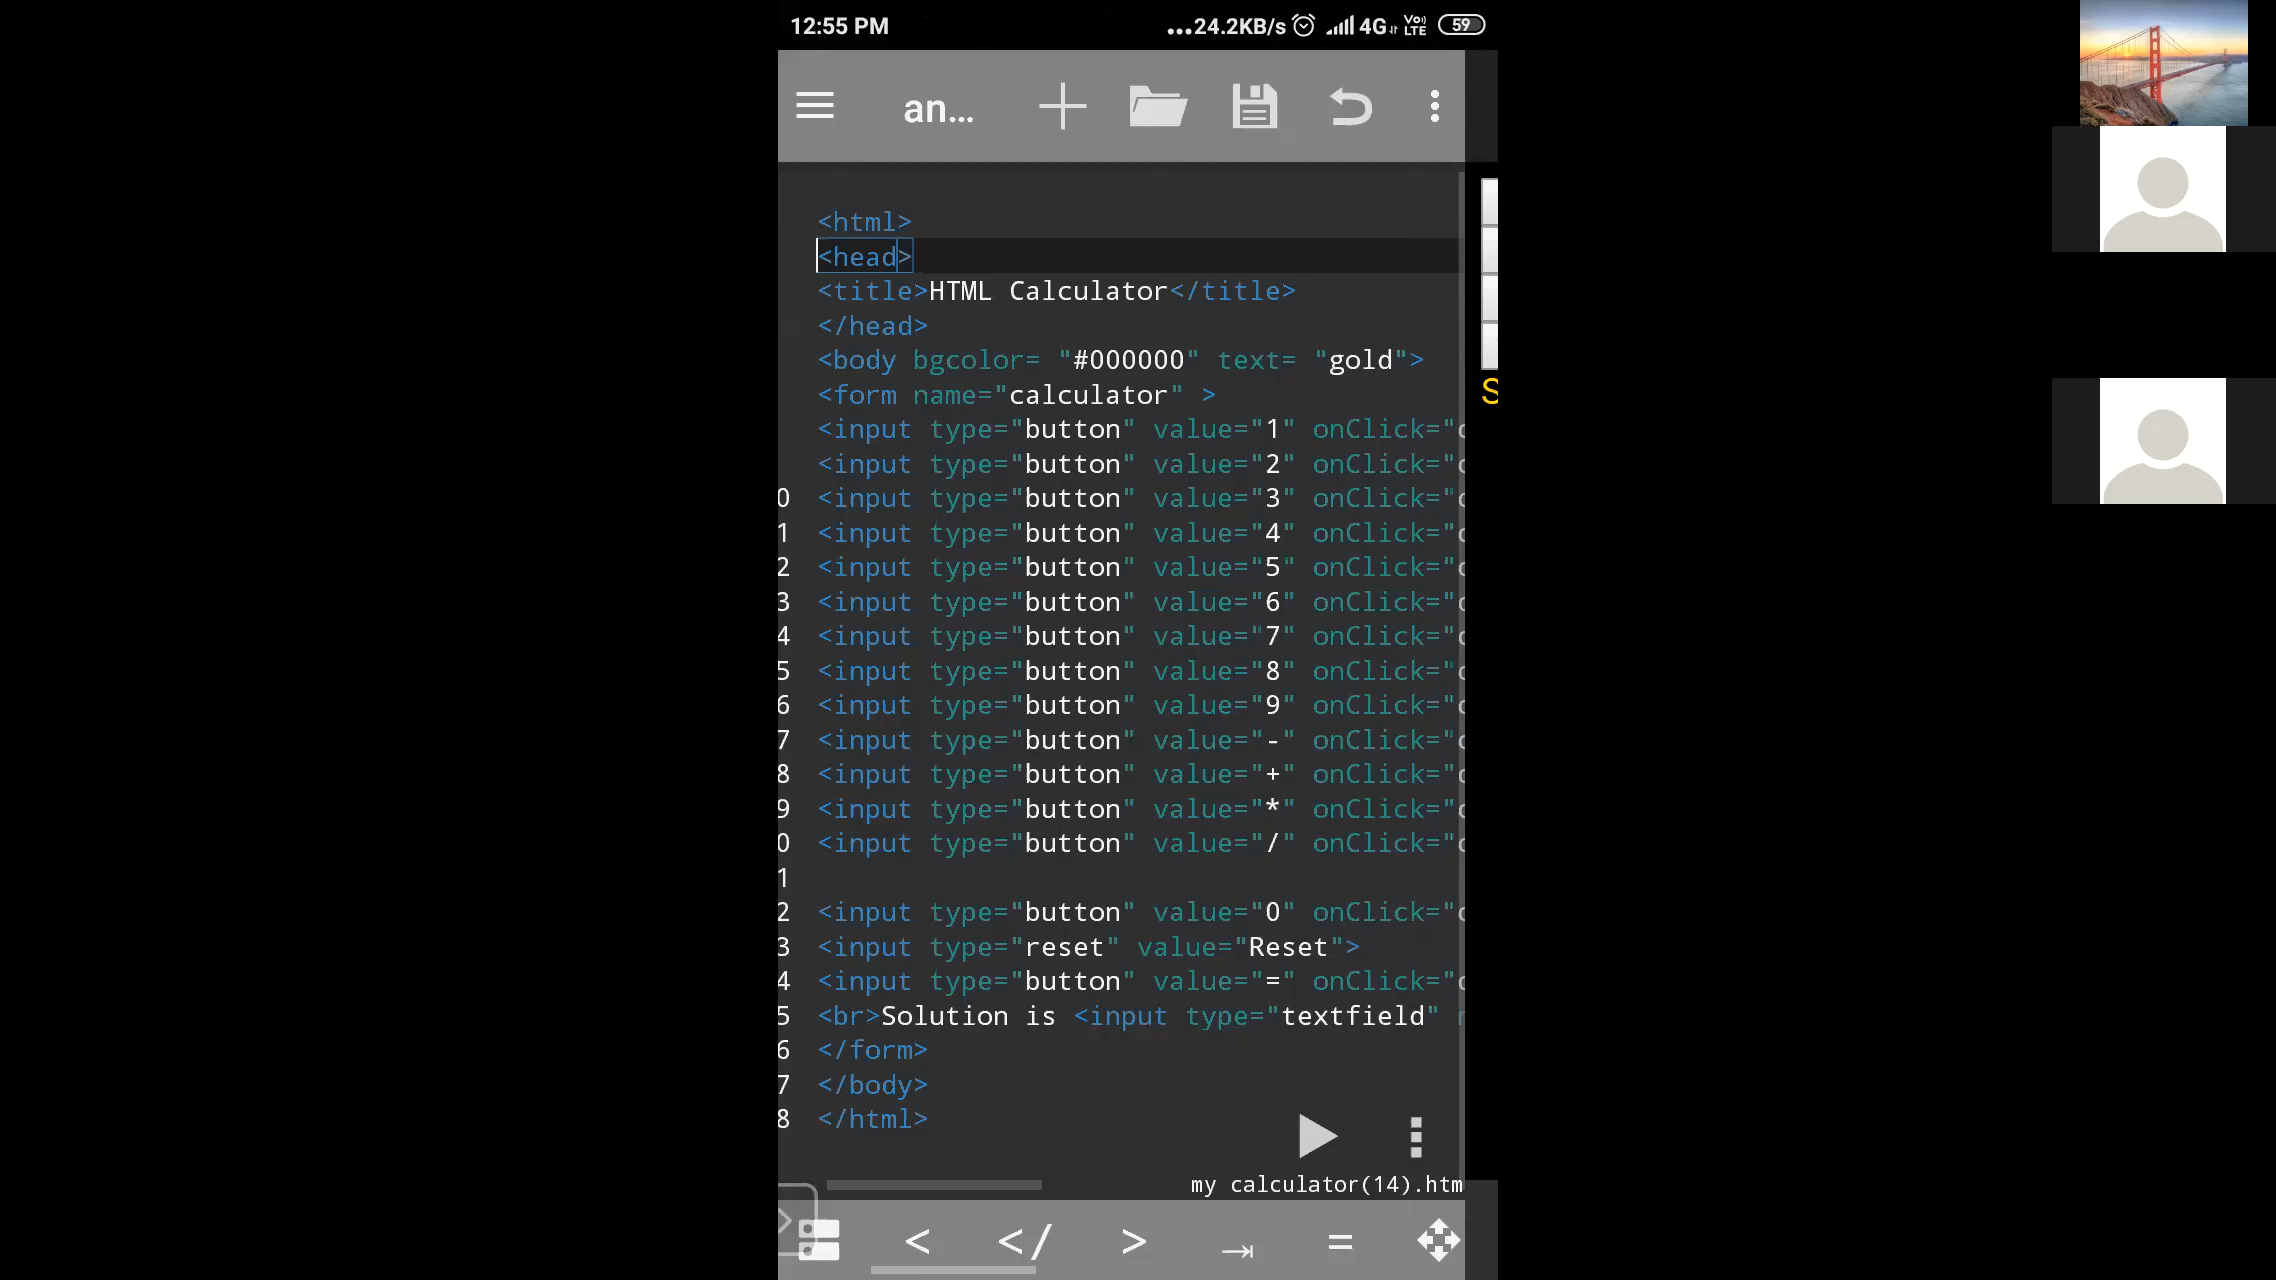 12:55 PM ...24.2KB/s 4G Vo) LTE 59
an...
<html>
<head>
<title>HTML Calculator</title>
</head>
<body bgcolor= "#000000" text= "gold">
<form name="calculator" >
<input type="button" value="1" onClick="
<input type="button" value="2" onClick="
0 <input type="button" value="3" onClick="
1 <input type="button" value="4" onClick="
2 <input type="button" value="5" onClick="
3 <input type="button" value="6" onClick="
4 <input type="button" value="7" onClick="
5 <input type="button" value="8" onClick="
6 <input type="button" value="9" onClick="
7 <input type="button" value="-" onClick="
8 <input type="button" value="+" onClick="
9 <input type="button" value="*" onClick="
0 <input type="button" value="/" onClick="
1
2 <input type="button" value="0" onClick="
3 <input type="reset" value="Reset">
4 <input type="button" value="=" onClick="
5 <br>Solution is <input type="textfield"
6 </form>
7 </body>
8 </html>
S
my calculator(14).htm
< </ > =